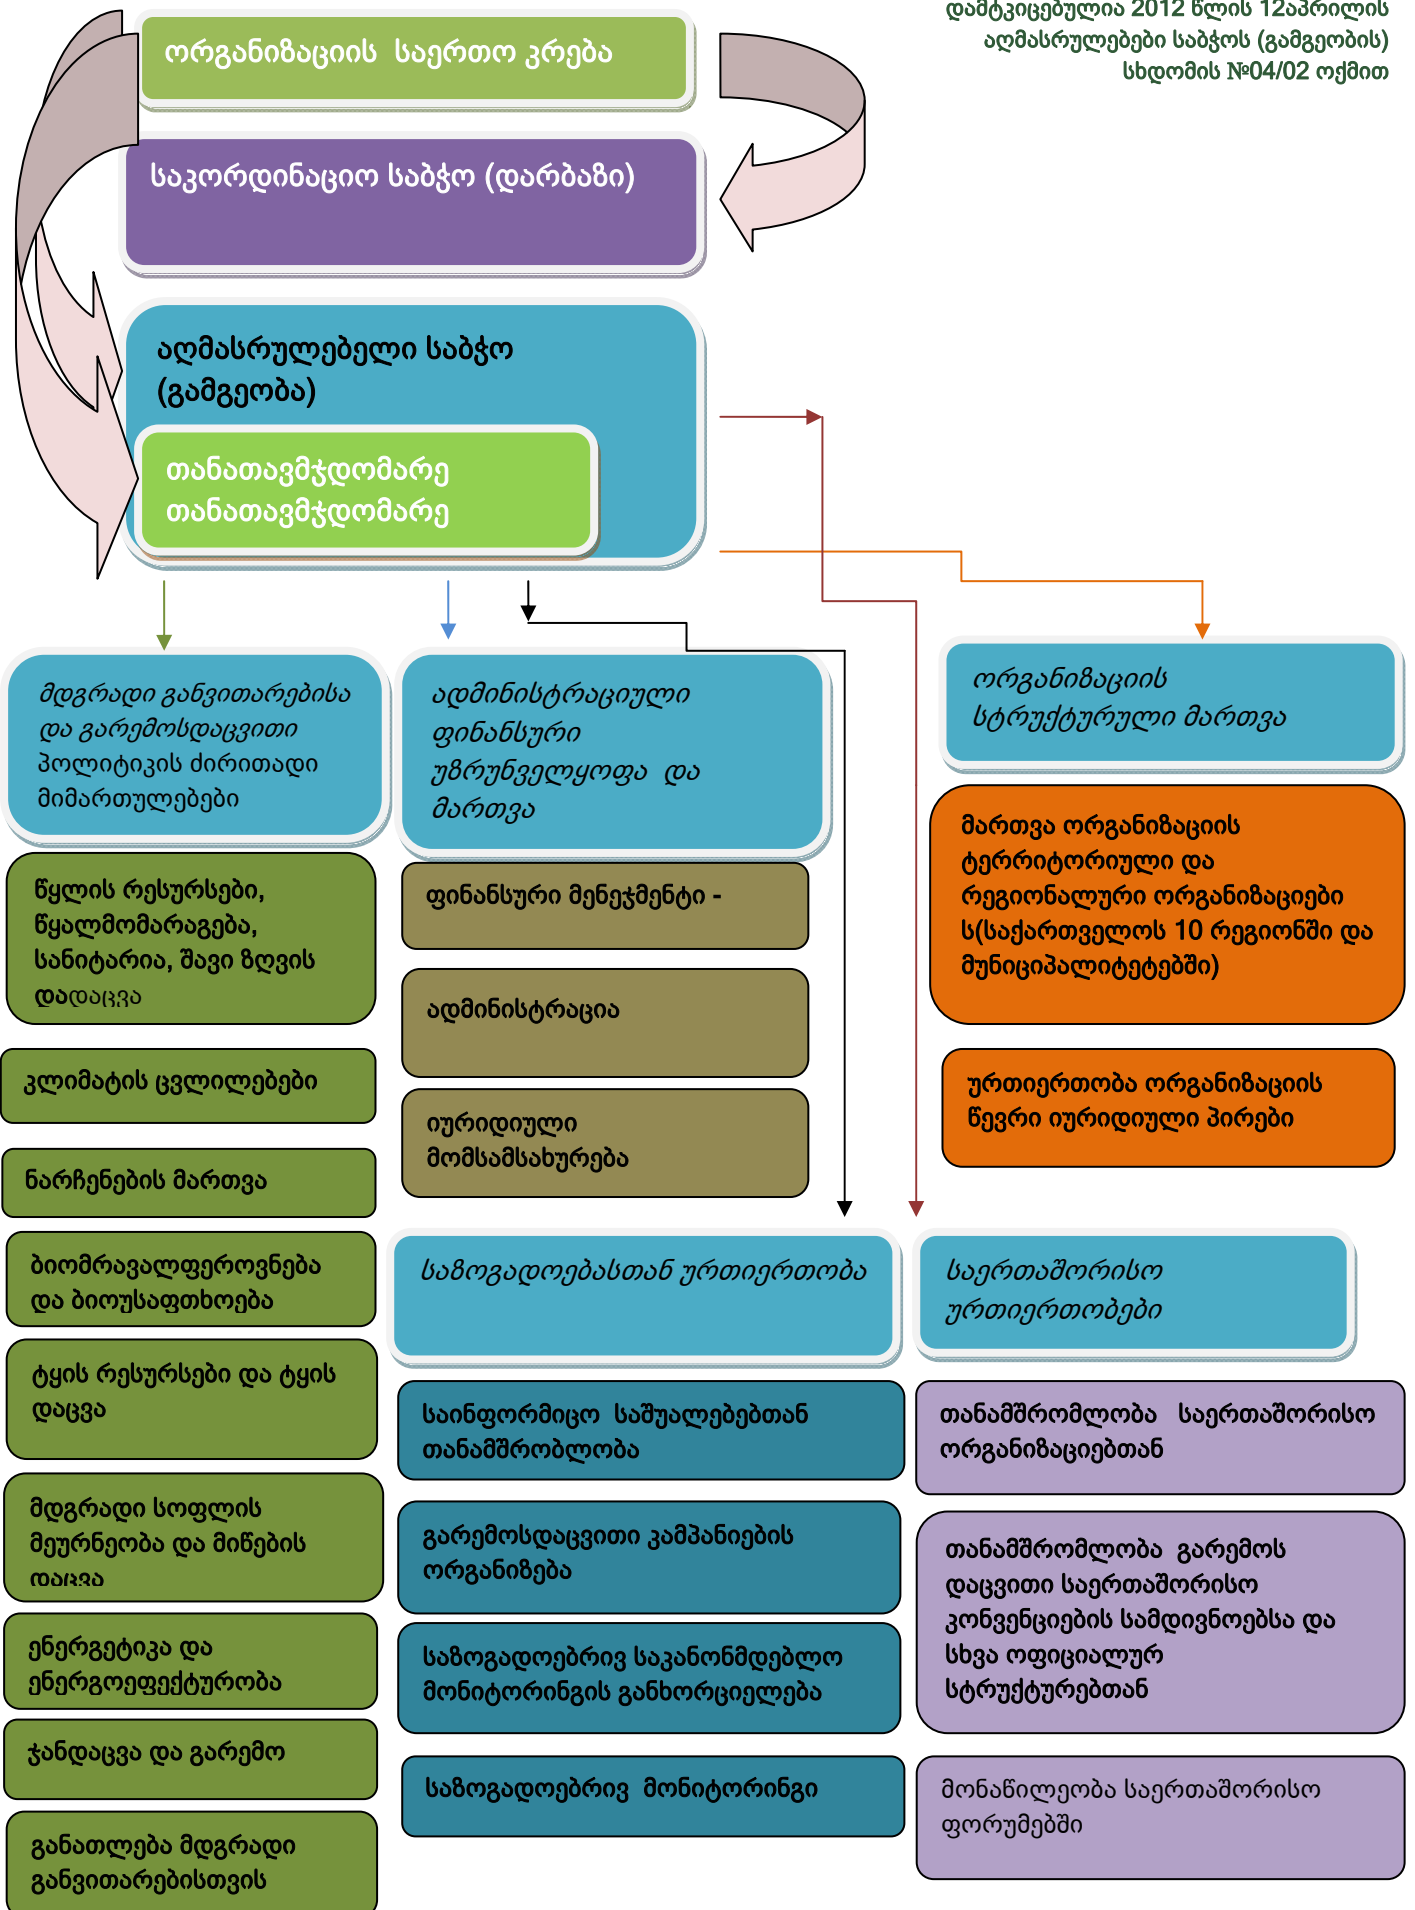 დამტკიცებულია 2012 წლის 12აპრილის
აღმასრულებები საბჭოს (გამგეობის)
სხდომის №04/02 ოქმით
ორგანიზაციის საერთო კრება
საკორდინაციო საბჭო (დარბაზი)
აღმასრულებელი საბჭო
(გამგეობა)
თანათავმჯდომარე
თანათავმჯდომარე
მდგრადი განვითარებისა
და გარემოსდაცვითი
პოლიტიკის ძირითადი
მიმართულებები
წყლის რესურსები,
წყალმომარაგება,
სანიტარია, შავი ზღვის
დადაცვა
კლიმატის ცვლილებები
ნარჩენების მართვა
ბიომრავალფეროვნება
და ბიოუსაფთხოება
ტყის რესურსები და ტყის
დაცვა
მდგრადი სოფლის
მეურნეობა და მიწების
დაცვა
ენერგეტიკა და
ენერგოეფექტურობა
ჯანდაცვა და გარემო
განათლება მდგრადი
განვითარებისთვის
ადმინისტრაციული
ფინანსური
უზრუნველყოფა და
მართვა
ფინანსური მენეჯმენტი -
ადმინისტრაცია
იურიდიული
მომსამსახურება
ორგანიზაციის
სტრუქტურული მართვა
მართვა ორგანიზაციის
ტერრიტორიული და
რეგიონალური ორგანიზაციები
ს(საქართველოს 10 რეგიონში და
მუნიციპალიტეტებში)
ურთიერთობა ორგანიზაციის
წევრი იურიდიული პირები
საზოგადოებასთან ურთიერთობა
საინფორმიცო საშუალებებთან
თანამშრობლობა
გარემოსდაცვითი კამპანიების
ორგანიზება
საზოგადოებრივ საკანონმდებლო
მონიტორინგის განხორციელება
საზოგადოებრივ მონიტორინგი
საერთაშორისო
ურთიერთობები
თანამშრომლობა საერთაშორისო
ორგანიზაციებთან
თანამშრომლობა გარემოს
დაცვითი საერთაშორისო
კონვენციების სამდივნოებსა და
სხვა ოფიციალურ
სტრუქტურებთან
მონაწილეობა საერთაშორისო
ფორუმებში